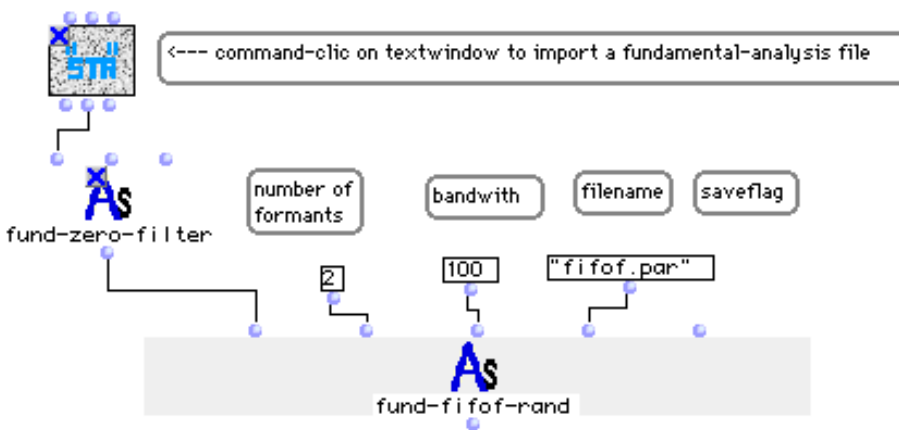 "STR"
<--- command-clic on textwindow to import a fundamental-analysis file
As
fund-zero-filter
number of
formants
bandwith
filename
saveflag
2
100
"fifof.par"
As
fund-fifof-rand